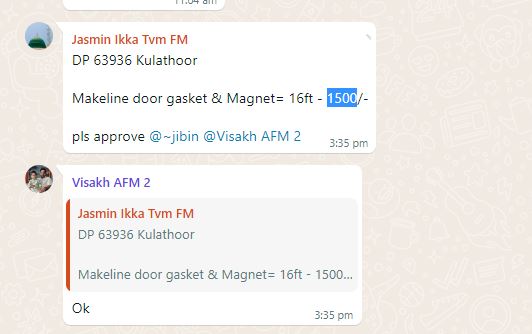 11:04 am
Jasmin Ikka Tvm FM
DP 63936 Kulathoor
Makeline door gasket & Magnet= 16ft - 1500/-
pls approve @~jibin @Visakh AFM 2
3:35 pm
Visakh AFM 2
Jasmin Ikka Tvm FM
DP 63936 Kulathoor
Makeline door gasket & Magnet= 16ft - 1500...
Ok
3:35 pm